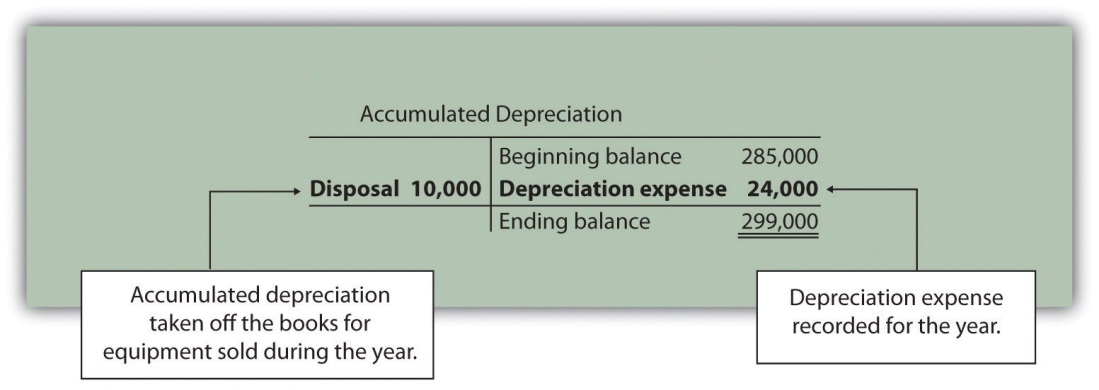 Accumulated Depreciation
Beginning balance 285,000
Disposal 10,000 Depreciation expense 24,000
Ending balance 299,000
Accumulated depreciation
taken off the books for
equipment sold during the year.
Depreciation expense
recorded for the year.